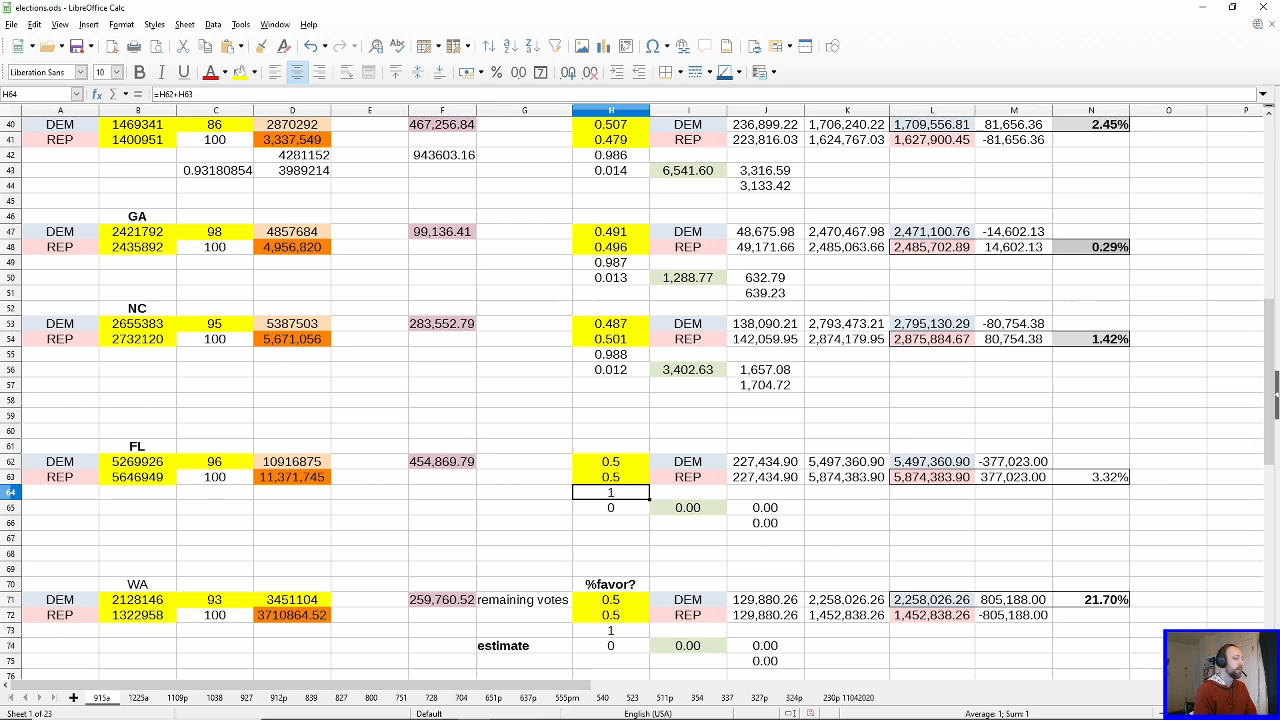 elections.ods - LibreOffice Calc
File Edit View Insert Format Styles Sheet Data Tools Window Help
Liberation Sans 10
H64 =H62+H63
A B C D E F G H I J K L M N O P
40 DEM 1469341 86 2870292 467,256.84 0.507 DEM 236,899.22 1,706,240.22 1,709,556.81 81,656.36 2.45%
41 REP 1400951 100 3,337,549 0.479 REP 223,816.03 1,624,767.03 1,627,900.45 -81,656.36
42 4281152 943603.16 0.986
43 0.93180854 3989214 0.014 6,541.60 3,316.59
44 3,133.42
45
46 GA
47 DEM 2421792 98 4857684 99,136.41 0.491 DEM 48,675.98 2,470,467.98 2,471,100.76 -14,602.13
48 REP 2435892 100 4,956,820 0.496 REP 49,171.66 2,485,063.66 2,485,702.89 14,602.13 0.29%
49 0.987
50 0.013 1,288.77 632.79
51 639.23
52 NC
53 DEM 2655383 95 5387503 283,552.79 0.487 DEM 138,090.21 2,793,473.21 2,795,130.29 -80,754.38
54 REP 2732120 100 5,671,056 0.501 REP 142,059.95 2,874,179.95 2,875,884.67 80,754.38 1.42%
55 0.988
56 0.012 3,402.63 1,657.08
57 1,704.72
58
59
60
61 FL
62 DEM 5269926 96 10916875 454,869.79 0.5 DEM 227,434.90 5,497,360.90 5,497,360.90 -377,023.00
63 REP 5646949 100 11,371,745 0.5 REP 227,434.90 5,874,383.90 5,874,383.90 377,023.00 3.32%
64 1
65 0 0.00 0.00
66 0.00
67
68
69
70 WA %favor?
71 DEM 2128146 93 3451104 259,760.52 remaining votes 0.5 DEM 129,880.26 2,258,026.26 2,258,026.26 805,188.00 21.70%
72 REP 1322958 100 3710864.52 0.5 REP 129,880.26 1,452,838.26 1,452,838.26 -805,188.00
73 1
74 estimate 0 0.00 0.00
75 0.00
76
915a 1225a 1109p 1038 927 912p 839 827 800 751 728 704 651p 637p 555pm 540 523 511p 354 337 327p 324o 230p 11042020
Sheet 1 of 23 Default English (USA) Average: 1; Sum: 1